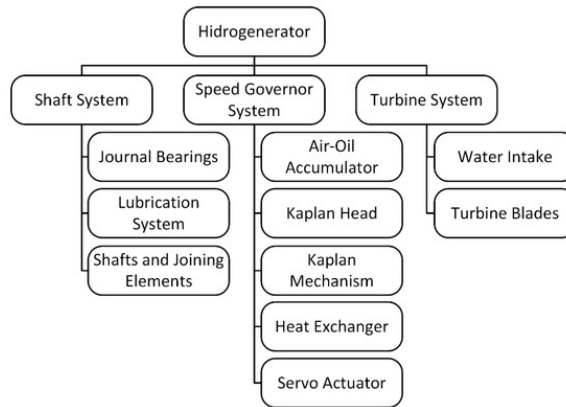 Hidrogenerator
Shaft System
Speed Governor
System
Turbine System
Journal Bearings
Lubrication
System
Shafts and Joining
Elements
Air-Oil
Accumulator
Kaplan Head
Kaplan
Mechanism
Heat Exchanger
Servo Actuator
Water Intake
Turbine Blades